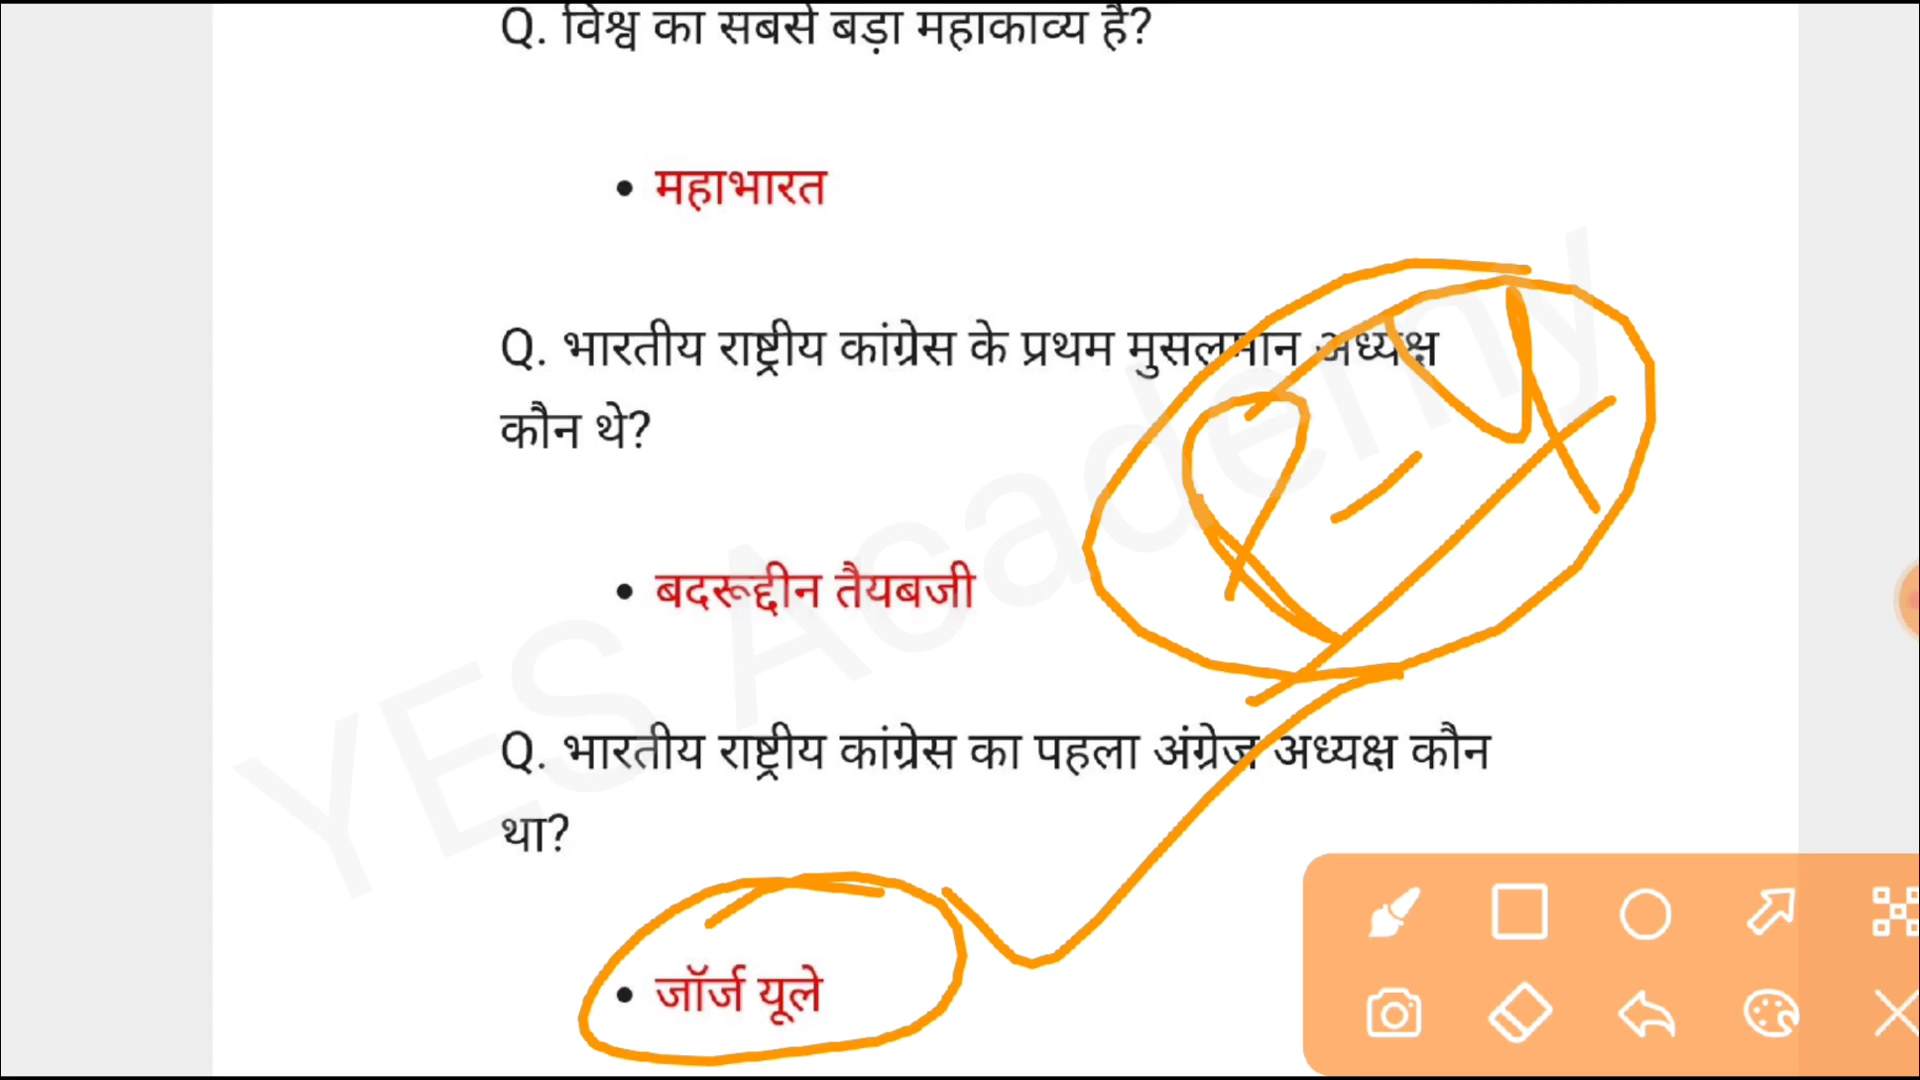 Q. विश्व का सबसे बड़ा महाकाव्य है?
• महाभारत
Q. भारतीय राष्ट्रीय कांग्रेस के प्रथम मुसलमान अध्यक्ष
कौन थे?
• बदरूद्दीन तैयबजी
Q. भारतीय राष्ट्रीय कांग्रेस का पहला अंग्रेज अध्यक्ष कौन
था?
• जॉर्ज यूले
YES Academy